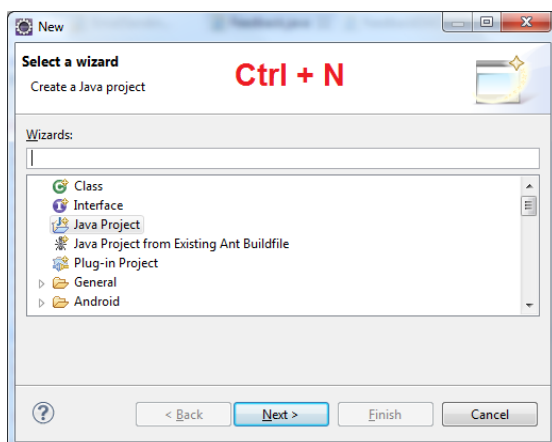 New
Select a wizard
Create a Java project
Ctrl + N
Wizards:
Class
Interface
Java Project
Java Project from Existing Ant Buildfile
Plug-in Project
General
Android
?
< Back
Next >
Finish
Cancel